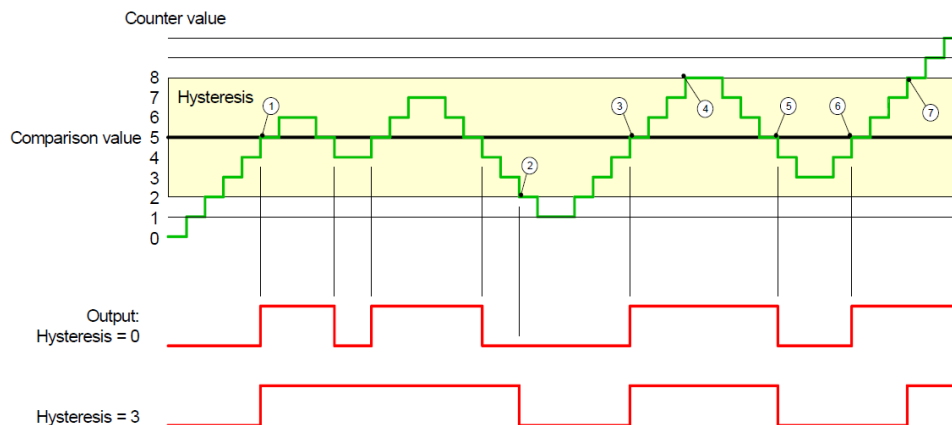 Counter value
8
7
6
Comparison value 5
4
3
2
1
0
Hysteresis
1
2
3
4
5
6
7
Output:
Hysteresis = 0
Hysteresis = 3